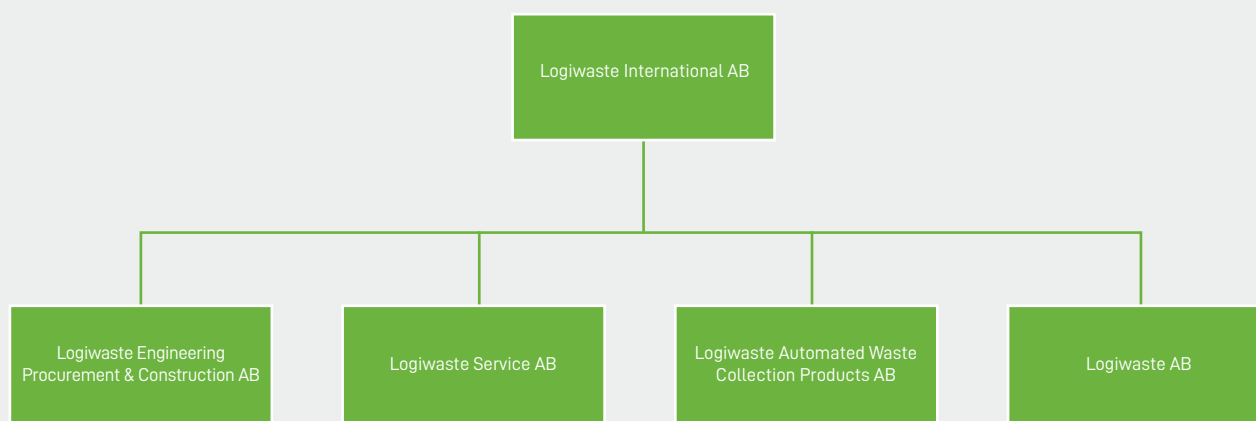 Logiwaste International AB
Logiwaste Engineering
Procurement & Construction AB
Logiwaste Service AB
Logiwaste Automated Waste
Collection Products AB
Logiwaste AB